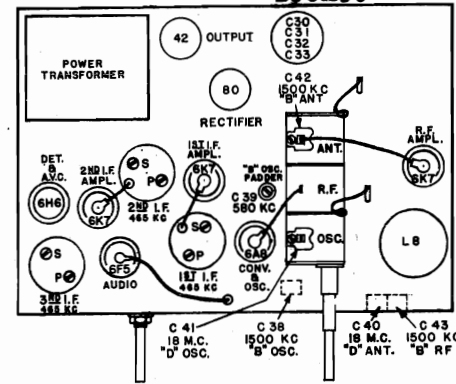 42 OUTPUT
C30
C31
C32
C33
POWER
TRANSFORMER
80
RECTIFIER
C 42
1500 KC
"B" ANT
ANT.
R.F.
AMPL.
6K7
DET.
&
A.V.C.
6H6
2ND I.F.
AMPL.
6K7
S
P
2ND I.F.
465 KC
1ST I.F.
AMPL.
6K7
"B" OSC.
PADDER
C 39
580 KC
R.F.
OSC.
L8
S
P
3RD I.F.
465 KC
6F5
AUDIO
S
P
1ST I.F.
465 KC
6A8
CONV.
&
OSC.
C 41
18 M.C.
"D" OSC.
C 38
1500 KC
"B" OSC.
C 40
18 M.C.
"D" ANT.
C 43
1500 KC
"B" RF